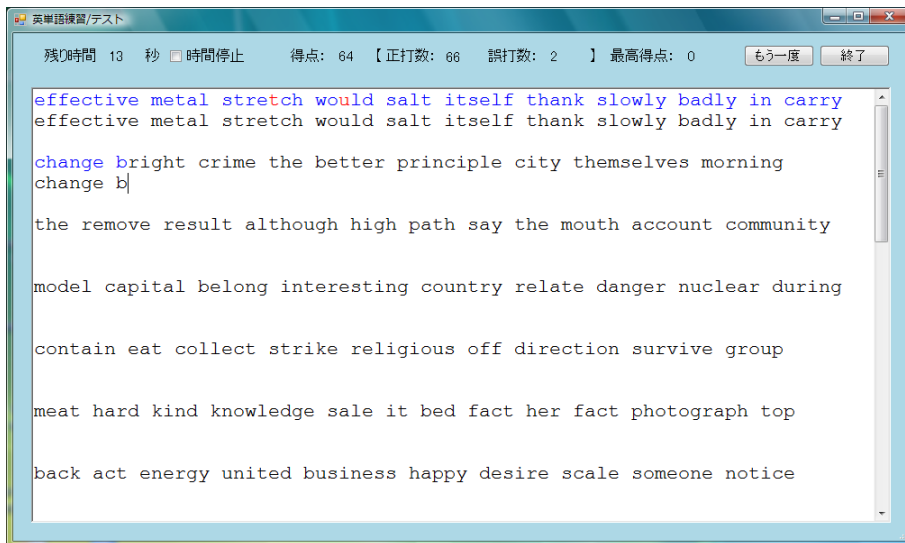 英単語練習/テスト
残り時間 13 秒 時間停止 得点: 64 【 正打数: 66 誤打数: 2 】 最高得点: 0 もう一度 終了
effective metal stretch would salt itself thank slowly badly in carry
effective metal stretch would salt itself thank slowly badly in carry
change bright crime the better principle city themselves morning
change b
the remove result although high path say the mouth account community
model capital belong interesting country relate danger nuclear during
contain eat collect strike religious off direction survive group
meat hard kind knowledge sale it bed fact her fact photograph top
back act energy united business happy desire scale someone notice